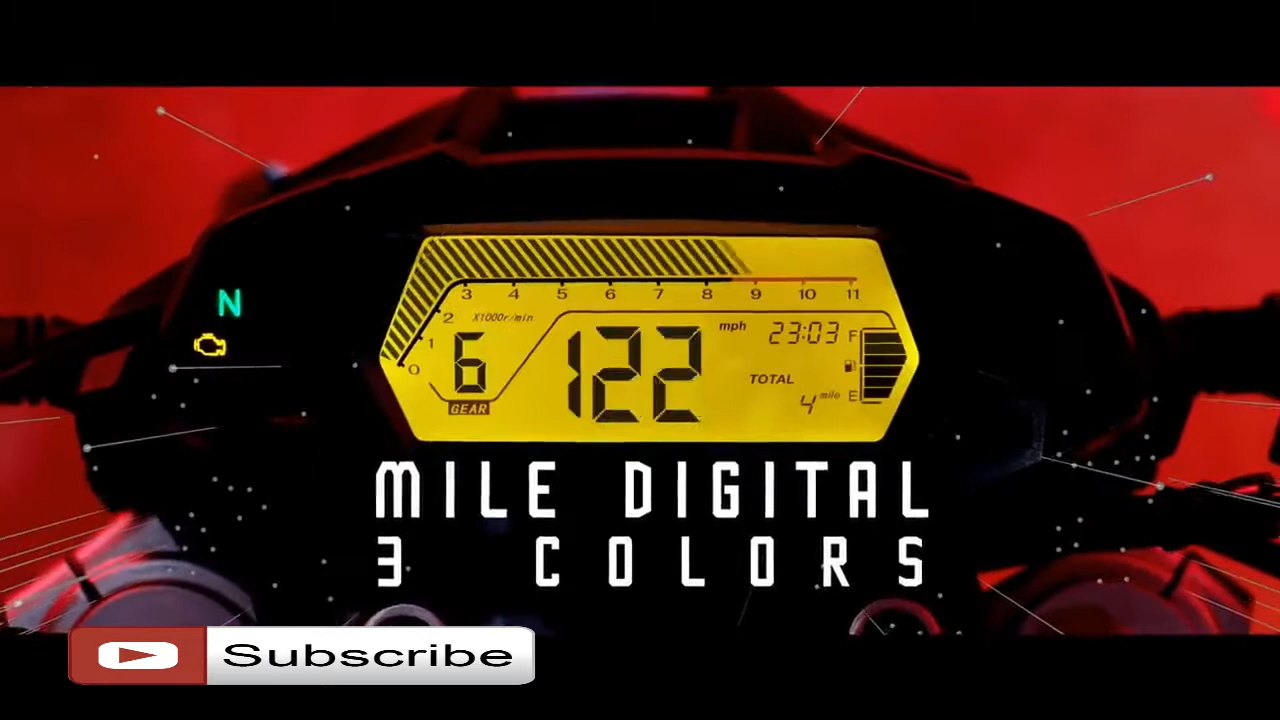 3 4 5 6 7 8 9 10 11
2 X1000r/min
1
0
N
6
GEAR
122 mph
23:03 F
TOTAL
4 mile E
MILE DIGITAL
3 COLORS
Subscribe